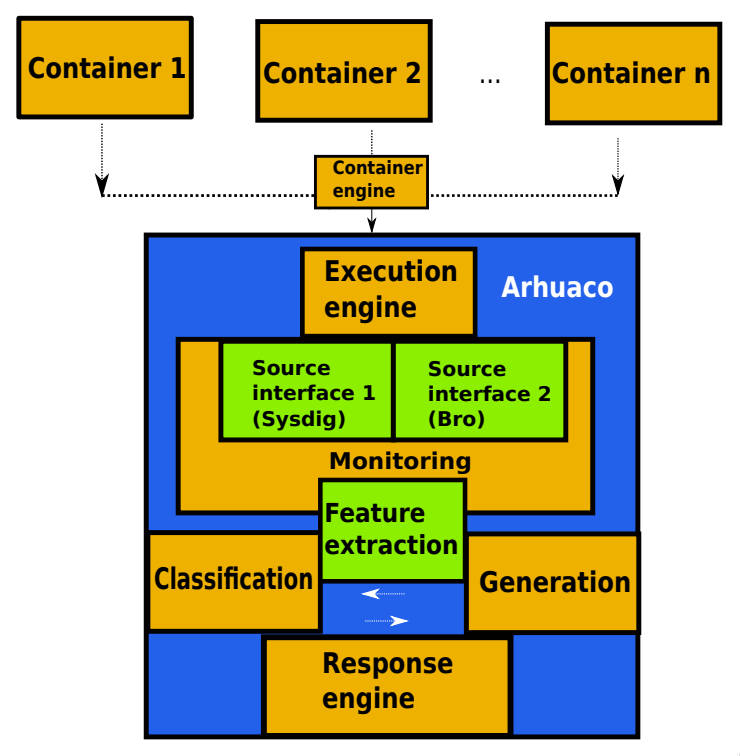 Container 1
Container 2
...
Container n
Container
engine
Execution
engine
Arhuaco
Source
interface 1
(Sysdig)
Source
interface 2
(Bro)
Monitoring
Feature
extraction
Classification
Generation
Response
engine